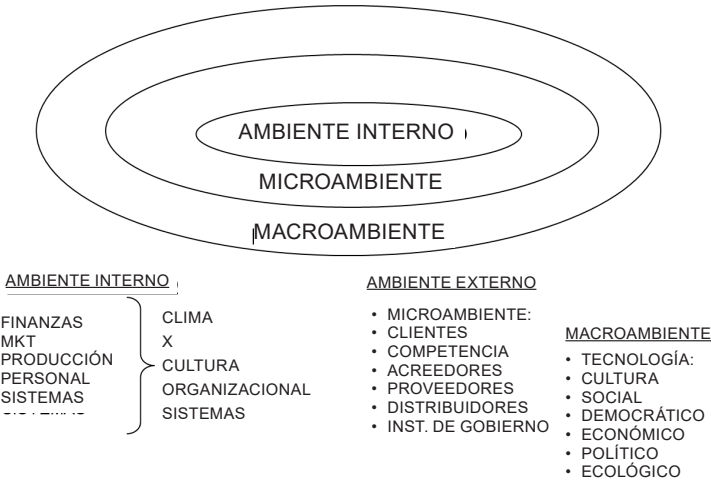 AMBIENTE INTERNO
MICROAMBIENTE
MACROAMBIENTE
AMBIENTE INTERNO
FINANZAS
MKT
PRODUCCIÓN
PERSONAL
SISTEMAS
CLIMA
X
CULTURA
ORGANIZACIONAL
SISTEMAS
AMBIENTE EXTERNO
• MICROAMBIENTE:
• CLIENTES
• COMPETENCIA
• ACREEDORES
• PROVEEDORES
• DISTRIBUIDORES
• INST. DE GOBIERNO
MACROAMBIENTE
• TECNOLOGÍA:
• CULTURA
• SOCIAL
• DEMOCRÁTICO
• ECONÓMICO
• POLÍTICO
• ECOLÓGICO